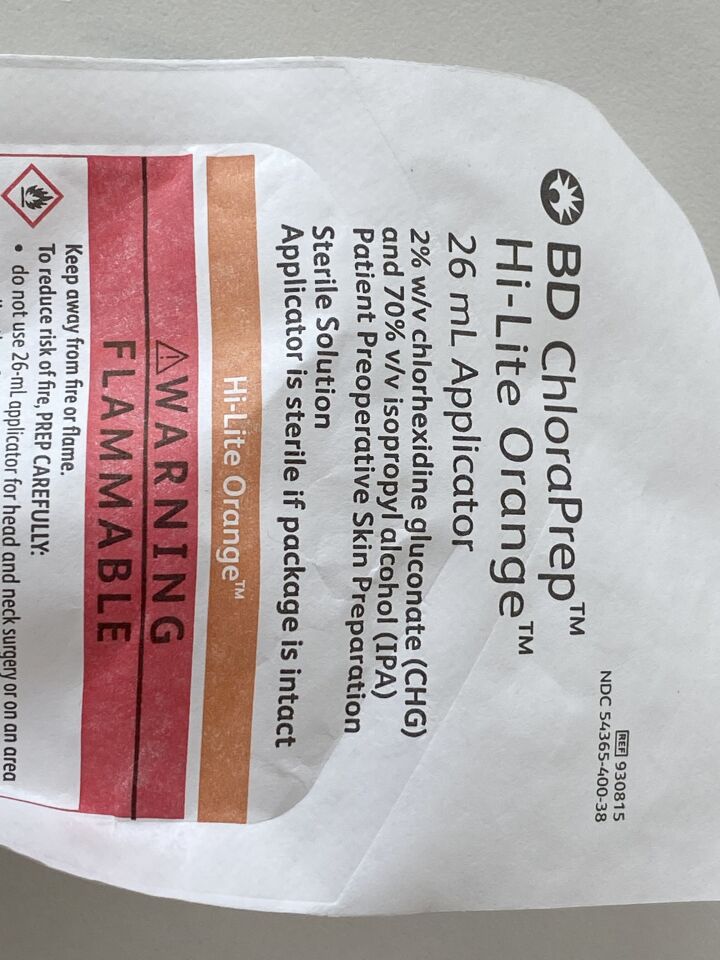 REF 930815
NDC 54365-400-38
BD ChloraPrep™
Hi-Lite Orange™
26 mL Applicator
2% w/v chlorhexidine gluconate (CHG)
and 70% v/v isopropyl alcohol (IPA)
Patient Preoperative Skin Preparation
Sterile Solution
Applicator is sterile if package is intact
Hi-Lite Orange™
⚠WARNING
FLAMMABLE
Keep away from fire or flame.
To reduce risk of fire, PREP CAREFULLY:
• do not use 26-mL applicator for head and neck surgery or on an area